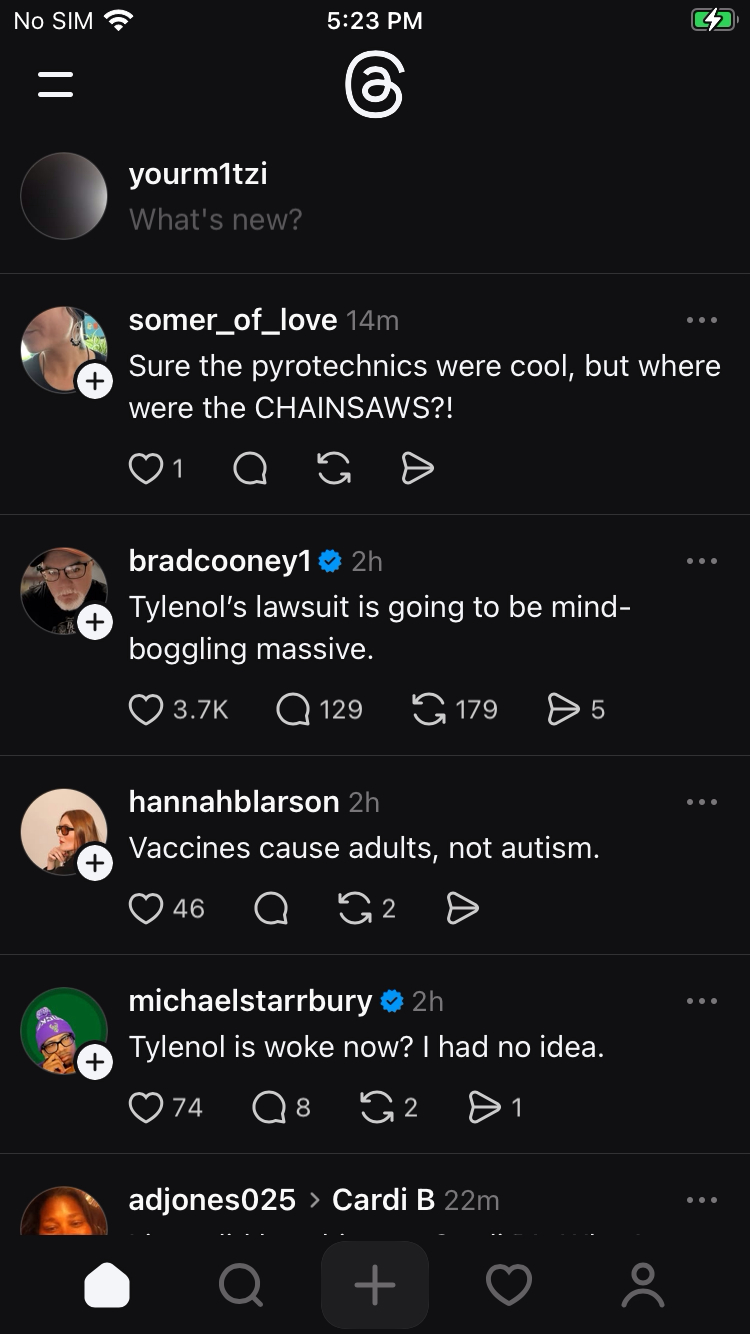 No SIM 5:23 PM
yourm1tzi
What's new?
somer_of_love 14m
Sure the pyrotechnics were cool, but where
were the CHAINSAWS?!
1
bradcooney1 2h
Tylenol’s lawsuit is going to be mind-
boggling massive.
3.7K 129 179 5
hannahblarson 2h
Vaccines cause adults, not autism.
46 2
michaelstarrbury 2h
Tylenol is woke now? I had no idea.
74 8 2 1
adjones025 > Cardi B 22m